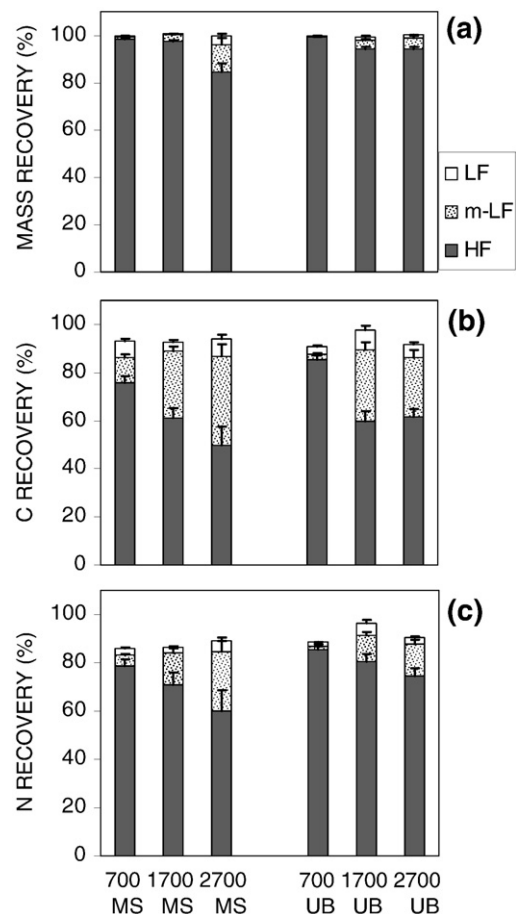 (a)
MASS RECOVERY (%)
100
80
60
40
20
0
LF
m-LF
HF
(b)
C RECOVERY (%)
100
80
60
40
20
0
(c)
N RECOVERY (%)
100
80
60
40
20
0
700 1700 2700 700 1700 2700
MS MS MS UB UB UB